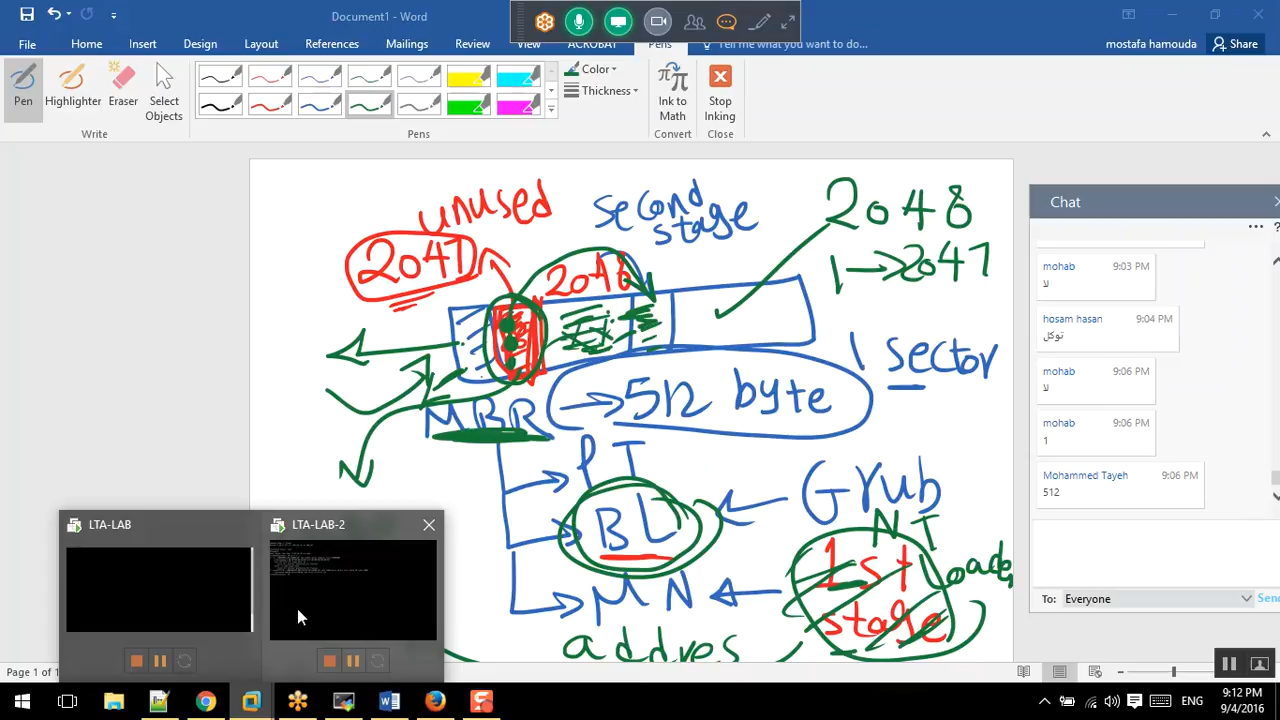 Document1 - Word
mostafa hamouda
Share
File
Home
Insert
Design
Layout
References
Mailings
Review
View
ACROBAT
Pens
Tell me what you want to do...
Pen
Highlighter
Eraser
Select Objects
Color
Thickness
Ink to Math
Stop Inking
Write
Pens
Convert
Close
unused
second stage
2048
1 → 2047
2047
2048
MBR
→ 512 byte
1 sector
PT
BL
MN
Grub
NT
Loader
1st
stage
addres
Chat
mohab 9:03 PM
لا
hosam hasan 9:04 PM
توكل
mohab 9:06 PM
لا
mohab 9:06 PM
1
Mohammed Tayeh 9:06 PM
512
To: Everyone
Send
LTA-LAB
LTA-LAB-2
Page 1 of 1
ENG
9:12 PM
9/4/2016